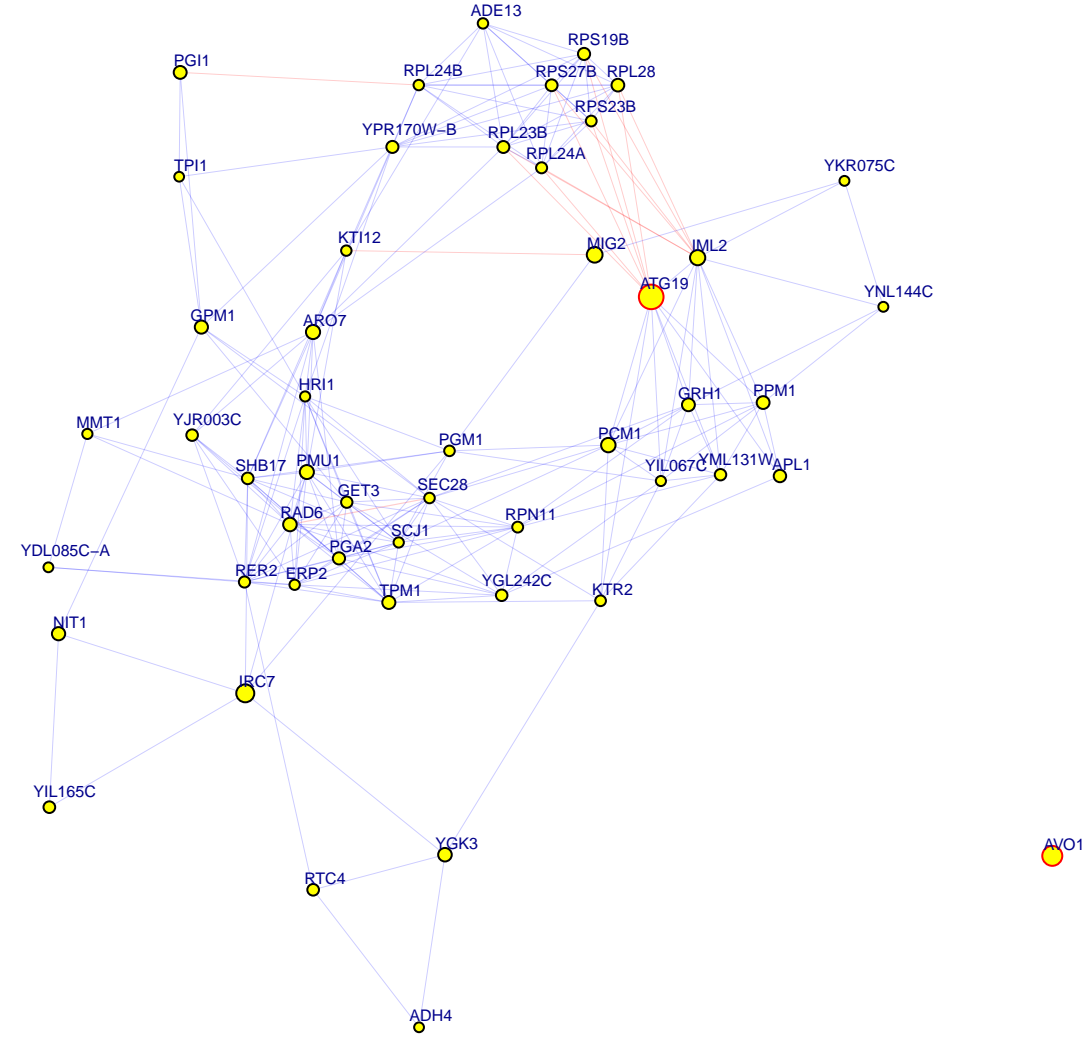 ADE13
RPS19B
PGI1
RPL24B
RPS27B
RPL28
RPS23B
YPR170W−B
RPL23B
RPL24A
TPI1
YKR075C
KTI12
MIG2
IML2
ATG19
YNL144C
GPM1
ARO7
HRI1
GRH1
PPM1
MMT1
YJR003C
PGM1
PCM1
SHB17
PMU1
YIL067C
YML131W
APL1
GET3
SEC28
RAD6
RPN11
SCJ1
PGA2
YDL085C−A
RER2
ERP2
TPM1
YGL242C
KTR2
NIT1
IRC7
YIL165C
YGK3
AVO1
RTC4
ADH4